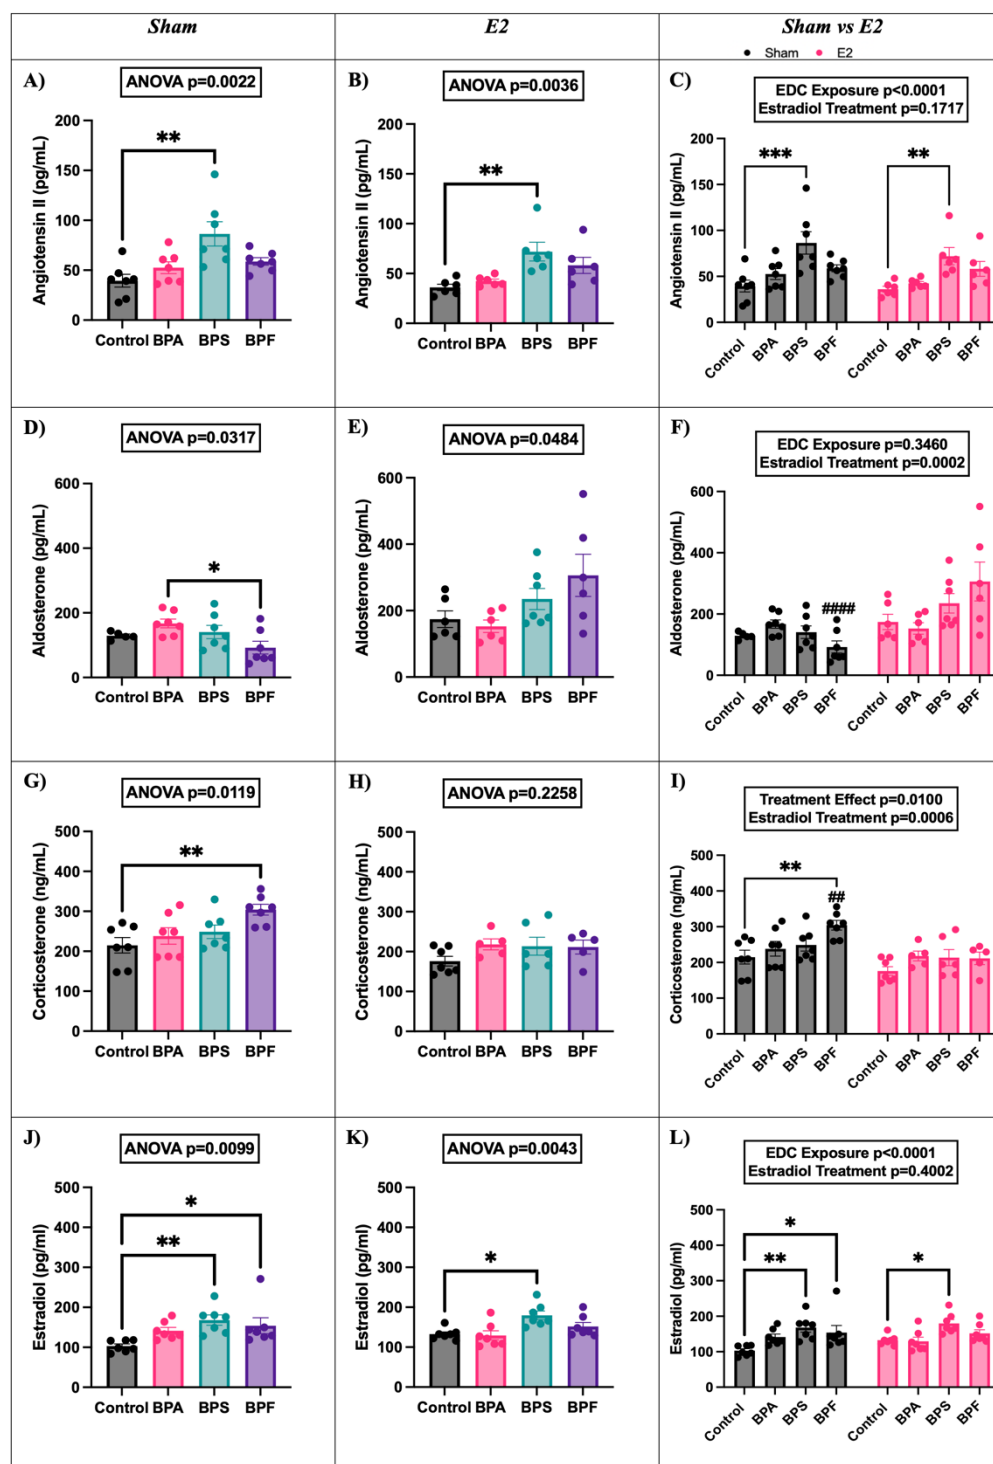 Sham
E2
Sham vs E2
Sham E2
A)
ANOVA p=0.0022
Angiotensin II (pg/mL)
200
150
100
50
0
**
Control BPA BPS BPF
B)
ANOVA p=0.0036
Angiotensin II (pg/mL)
200
150
100
50
0
**
Control BPA BPS BPF
C)
EDC Exposure p<0.0001
Estradiol Treatment p=0.1717
Angiotensin II (pg/mL)
200
150
100
50
0
*** **
Control BPA BPS BPF Control BPA BPS BPF
D)
ANOVA p=0.0317
Aldosterone (pg/mL)
600
400
200
0
*
Control BPA BPS BPF
E)
ANOVA p=0.0484
Aldosterone (pg/mL)
600
400
200
0
Control BPA BPS BPF
F)
EDC Exposure p=0.3460
Estradiol Treatment p=0.0002
Aldosterone (pg/mL)
600
400
200
0
####
Control BPA BPS BPF Control BPA BPS BPF
G)
ANOVA p=0.0119
Corticosterone (ng/mL)
500
400
300
200
100
0
**
Control BPA BPS BPF
H)
ANOVA p=0.2258
Corticosterone (ng/mL)
500
400
300
200
100
0
Control BPA BPS BPF
I)
Treatment Effect p=0.0100
Estradiol Treatment p=0.0006
Corticosterone (ng/mL)
500
400
300
200
100
0
**
##
Control BPA BPS BPF Control BPA BPS BPF
J)
ANOVA p=0.0099
Estradiol (pg/ml)
500
400
300
200
100
0
*
**
Control BPA BPS BPF
K)
ANOVA p=0.0043
Estradiol (pg/ml)
500
400
300
200
100
0
*
Control BPA BPS BPF
L)
EDC Exposure p<0.0001
Estradiol Treatment p=0.4002
Estradiol (pg/ml)
500
400
300
200
100
0
*
** *
Control BPA BPS BPF Control BPA BPS BPF